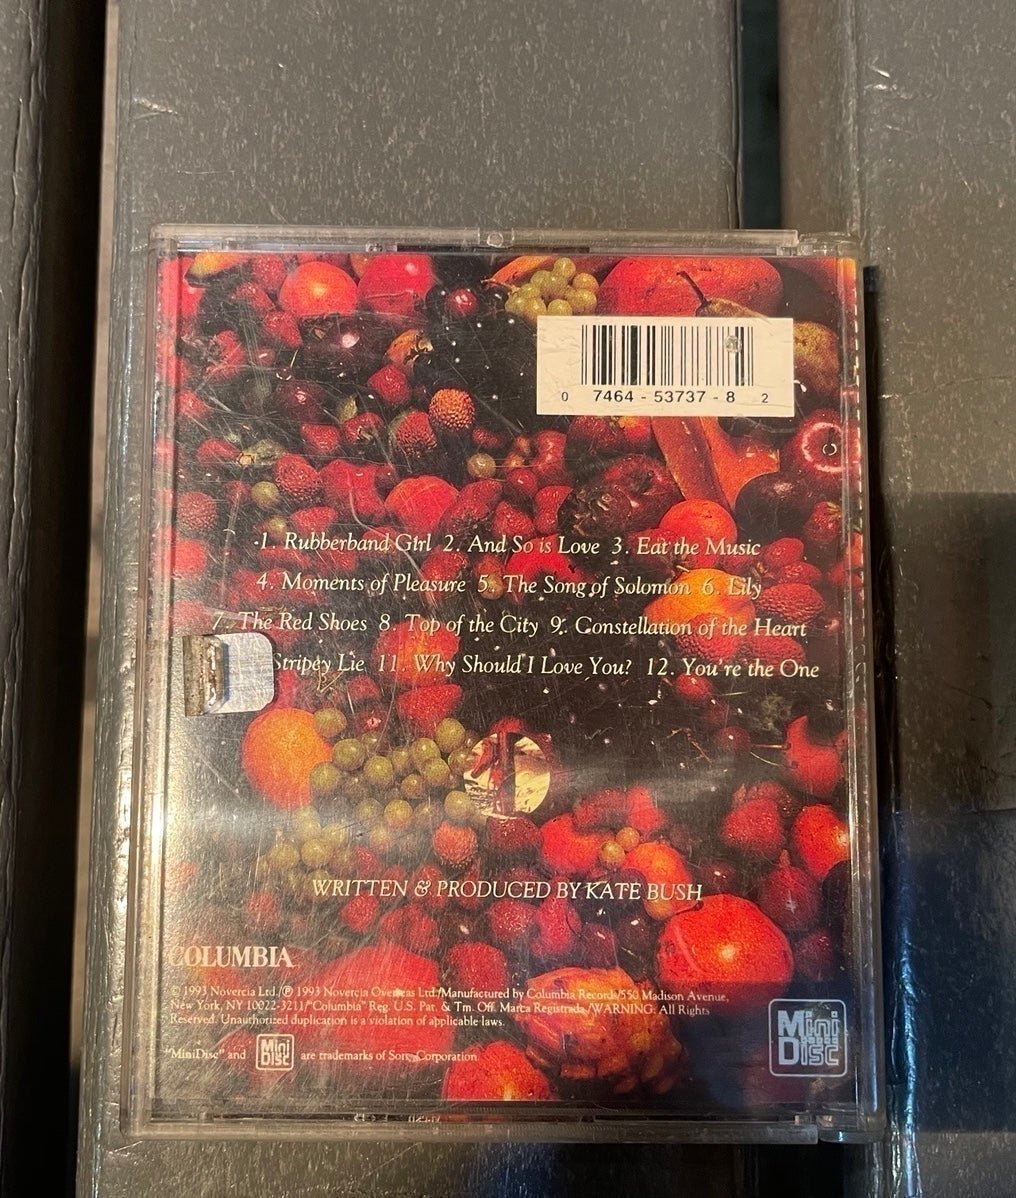 0 7464 - 53737 - 8 2
1. Rubberband Girl 2. And So is Love 3. Eat the Music
4. Moments of Pleasure 5. The Song of Solomon 6. Lily
7. The Red Shoes 8. Top of the City 9. Constellation of the Heart
Stripey Lie 11. Why Should I Love You? 12. You're the One
WRITTEN & PRODUCED BY KATE BUSH
COLUMBIA
© 1993 Novercia Ltd./℗ 1993 Novercia Overseas Ltd./Manufactured by Columbia Records/550 Madison Avenue,
New York, NY 10022-3211/"Columbia" Reg. U.S. Pat. & Tm. Off. Marca Registrada./WARNING: All Rights
Reserved. Unauthorized duplication is a violation of applicable laws.
"MiniDisc" and Mini Disc are trademarks of Sony Corporation
Mini
Disc